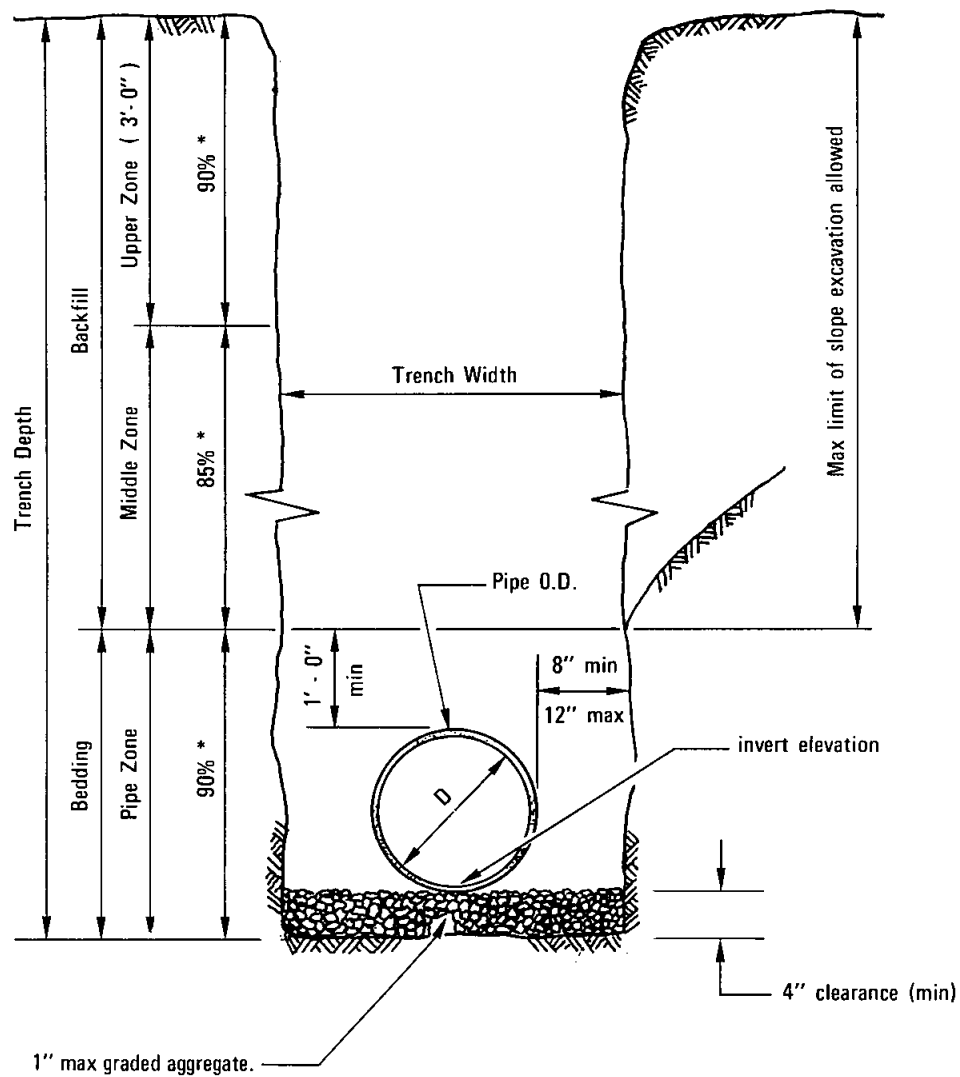 Trench Depth
Backfill
Upper Zone ( 3'- 0" )
90% *
Middle Zone
85% *
Bedding
Pipe Zone
90% *
Trench Width
Max limit of slope excavation allowed
Pipe O.D.
1' - 0"
min
8" min
12" max
invert elevation
D
4" clearance (min)
1" max graded aggregate.